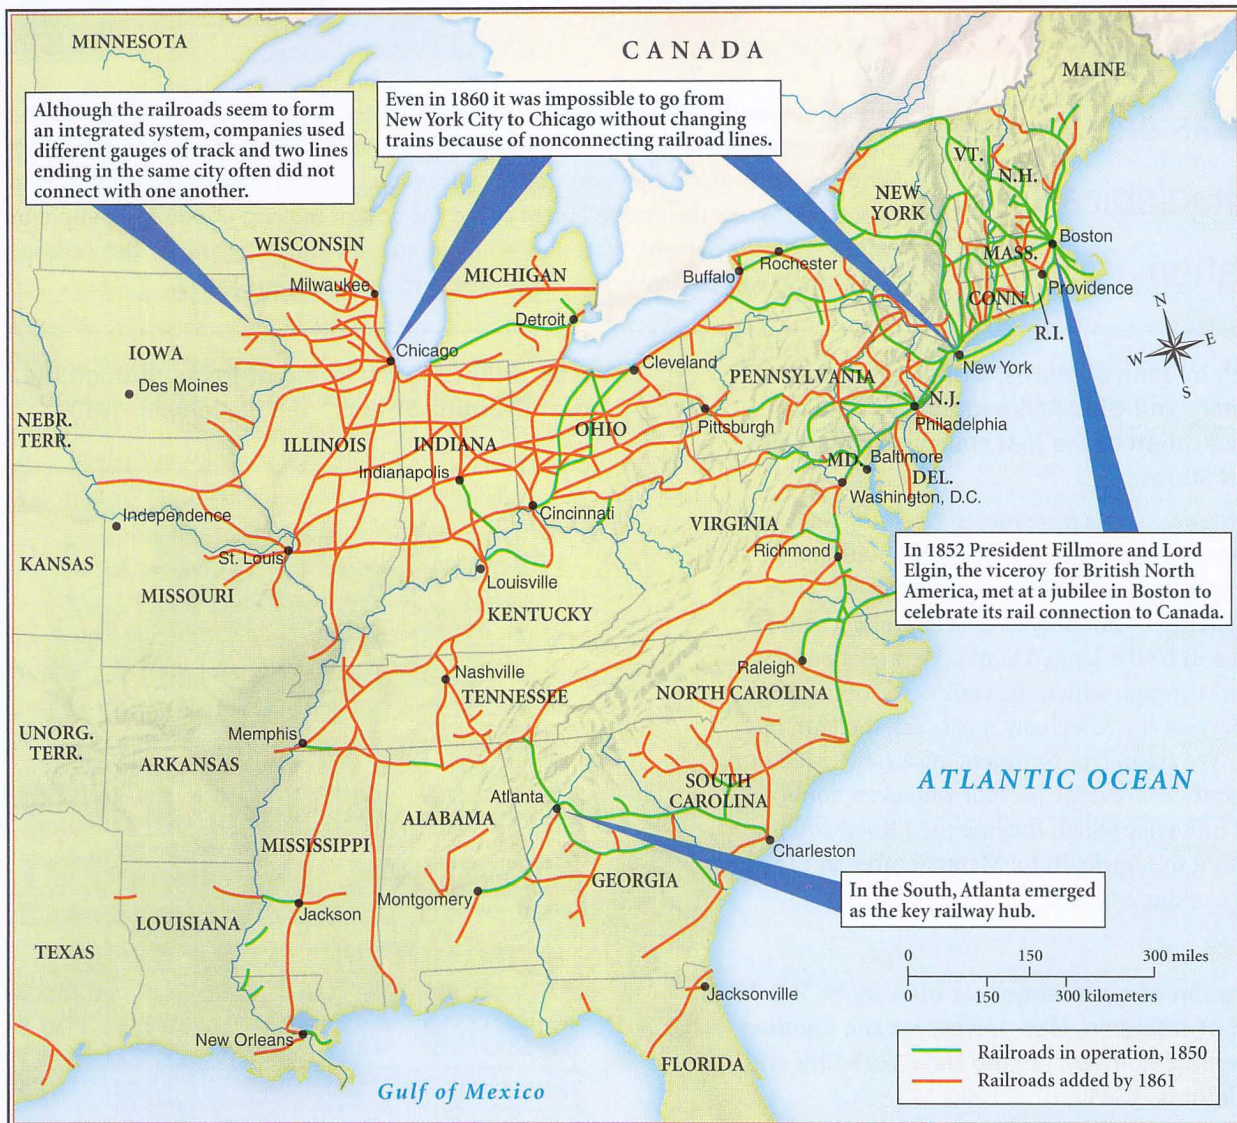 MINNESOTA
CANADA
MAINE
Although the railroads seem to form
an integrated system, companies used
different gauges of track and two lines
ending in the same city often did not
connect with one another.
Even in 1860 it was impossible to go from
New York City to Chicago without changing
trains because of nonconnecting railroad lines.
VT.
N.H.
NEW
YORK
WISCONSIN
Milwaukee
MICHIGAN
Detroit
Buffalo
Rochester
Boston
MASS.
Providence
CONN.
R.I.
N
E
W
S
IOWA
Des Moines
Chicago
Cleveland
PENNSYLVANIA
New York
NEBR.
TERR.
ILLINOIS
INDIANA
OHIO
Pittsburgh
N.J.
Philadelphia
Indianapolis
MD.
Baltimore
DEL.
Washington, D.C.
Independence
Cincinnati
VIRGINIA
KANSAS
St. Louis
Louisville
Richmond
MISSOURI
KENTUCKY
In 1852 President Fillmore and Lord
Elgin, the viceroy for British North
America, met at a jubilee in Boston to
celebrate its rail connection to Canada.
Nashville
TENNESSEE
Raleigh
NORTH CAROLINA
UNORG.
TERR.
Memphis
ARKANSAS
SOUTH
CAROLINA
ATLANTIC OCEAN
Atlanta
ALABAMA
MISSISSIPPI
Charleston
GEORGIA
In the South, Atlanta emerged
as the key railway hub.
Montgomery
LOUISIANA
Jackson
TEXAS
0 150 300 miles
0 150 300 kilometers
Jacksonville
New Orleans
FLORIDA
Gulf of Mexico
Railroads in operation, 1850
Railroads added by 1861